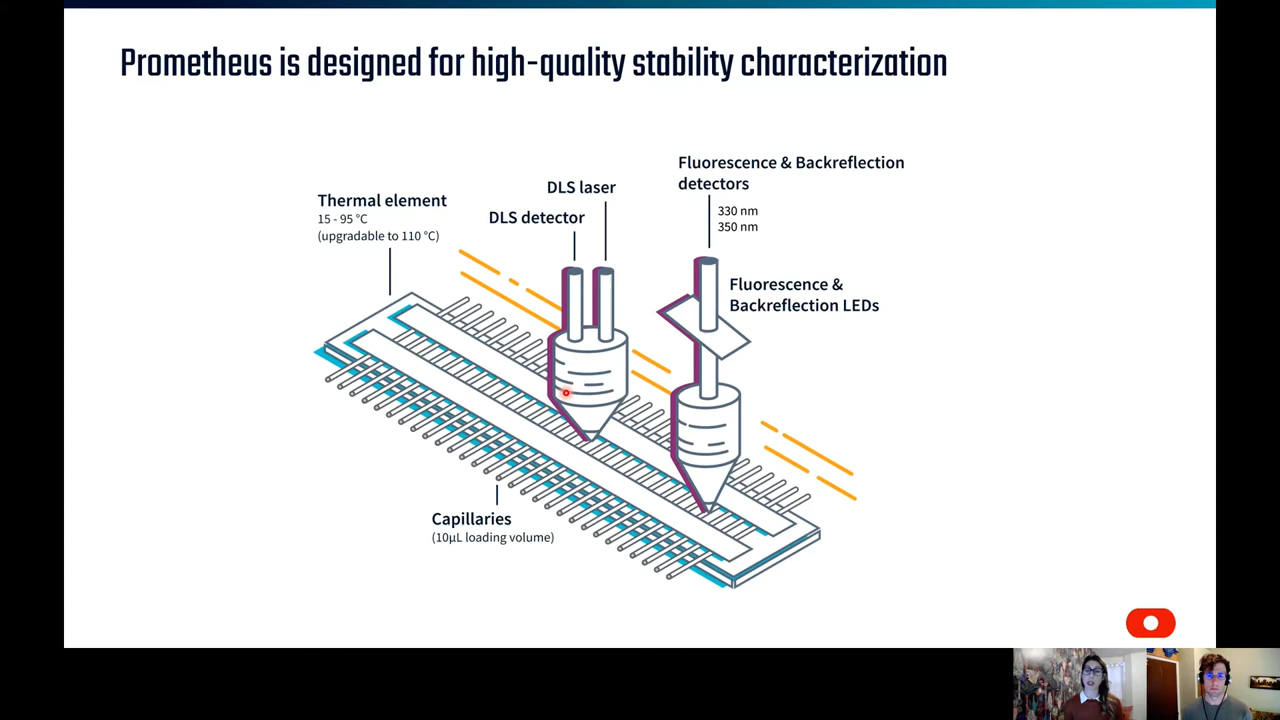 Prometheus is designed for high-quality stability characterization
Fluorescence & Backreflection
detectors
330 nm
350 nm
DLS laser
DLS detector
Thermal element
15 - 95 °C
(upgradable to 110 °C)
Fluorescence &
Backreflection LEDs
Capillaries
(10µL loading volume)